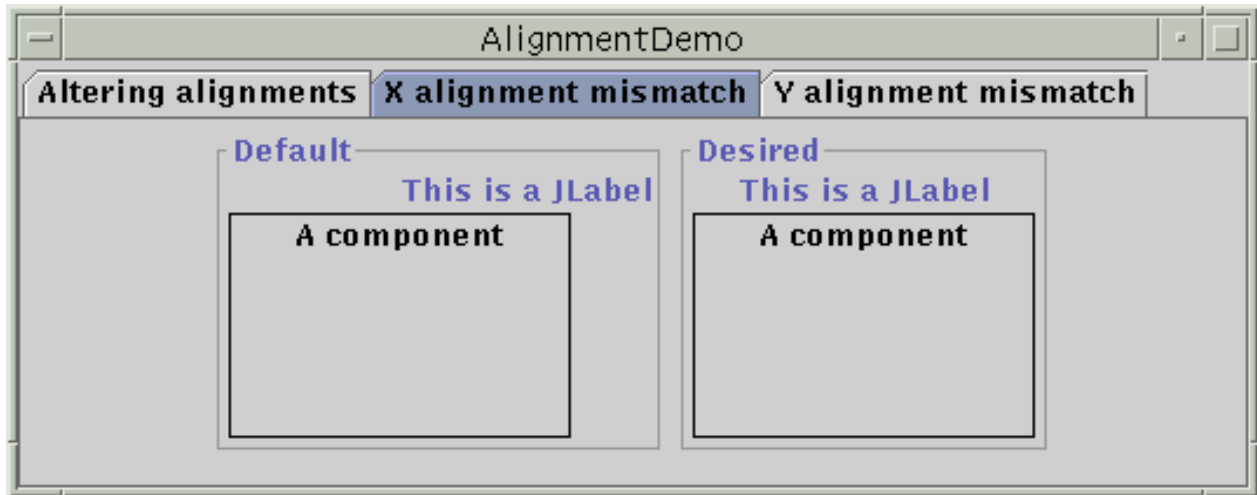 AlignmentDemo
Altering alignments X alignment mismatch Y alignment mismatch
Default
This is a JLabel
A component
Desired
This is a JLabel
A component